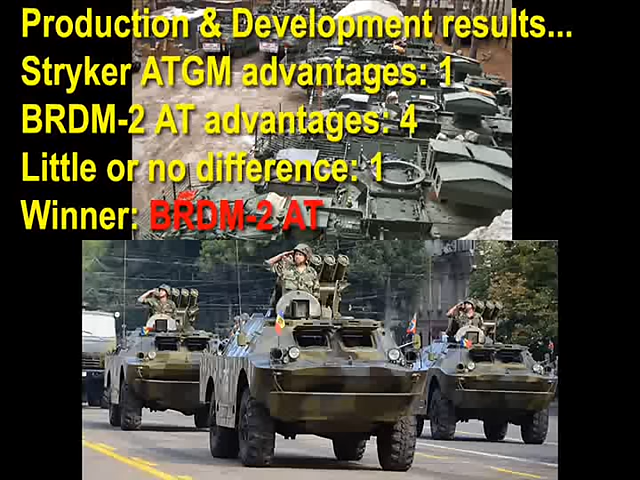 Production & Development results...
Stryker ATGM advantages: 1
BRDM-2 AT advantages: 4
Little or no difference: 1
Winner: BRDM-2 AT